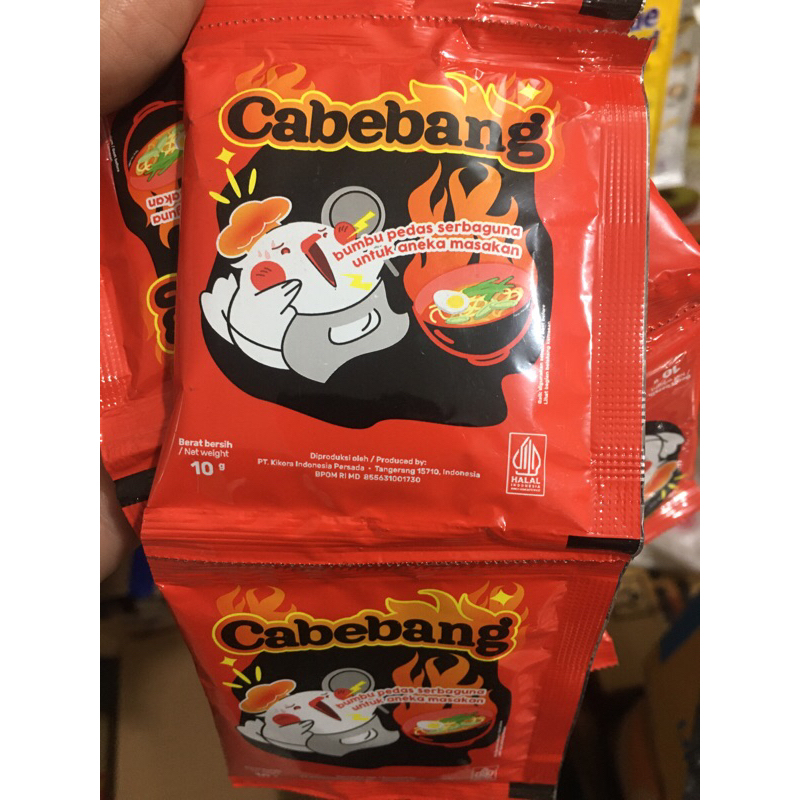 Cabebang
bumbu pedas serbaguna
untuk aneka masakan
Berat bersih
/ Net weight
10 g
Diproduksi oleh / Produced by:
PT. Kikora Indonesia Persada - Tangerang 15710, Indonesia
BPOM RI MD 855631001730
HALAL
INDONESIA
Cabebang
bumbu pedas serbaguna
untuk aneka masakan